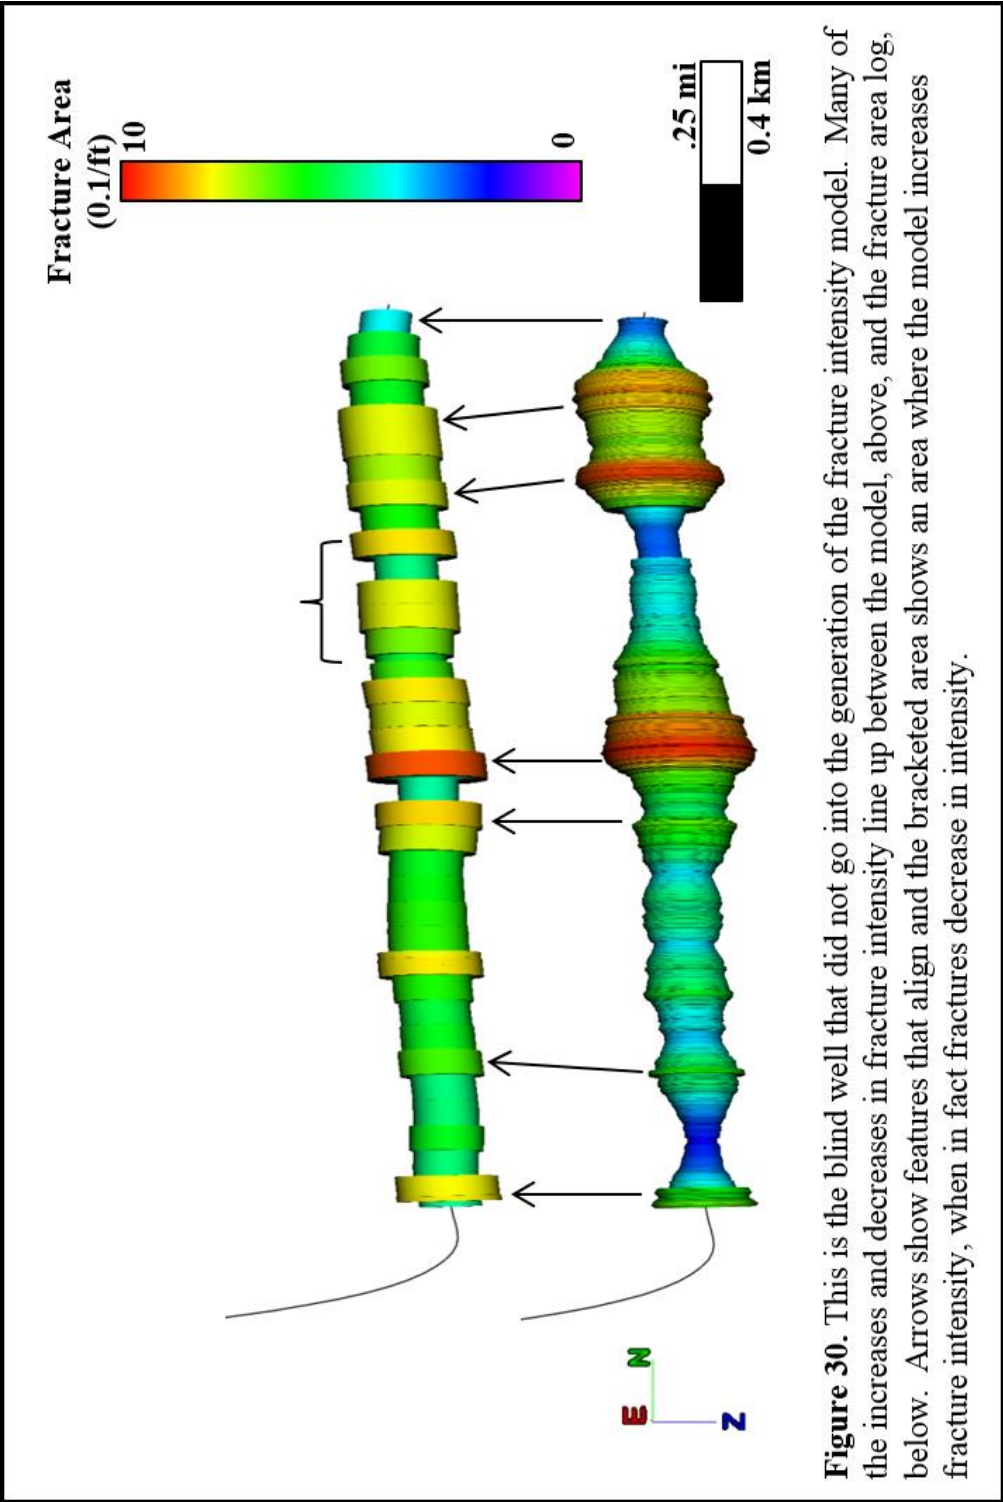 Fracture Area
(0.1/ft)
10
0
.25 mi
0.4 km
E
N
Z
Figure 30. This is the blind well that did not go into the generation of the fracture intensity model.  Many of
the increases and decreases in fracture intensity line up between the model, above, and the fracture area log,
below.  Arrows show features that align and the bracketed area shows an area where the model increases
fracture intensity, when in fact fractures decrease in intensity.